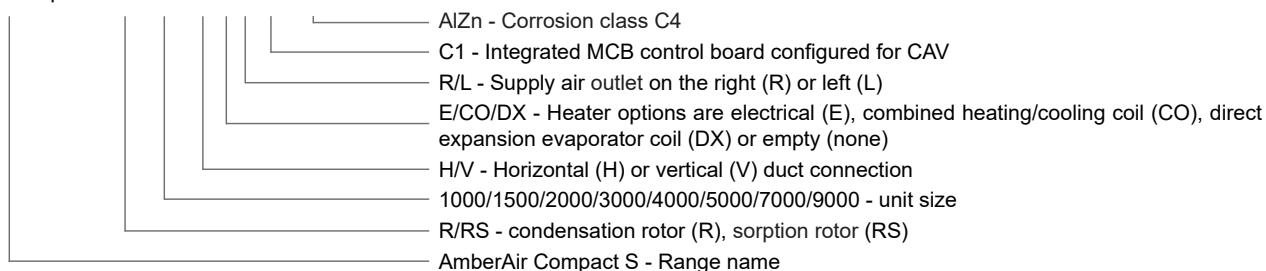 AlZn - Corrosion class C4
C1 - Integrated MCB control board configured for CAV
R/L - Supply air outlet on the right (R) or left (L)
E/CO/DX - Heater options are electrical (E), combined heating/cooling coil (CO), direct
expansion evaporator coil (DX) or empty (none)
H/V - Horizontal (H) or vertical (V) duct connection
1000/1500/2000/3000/4000/5000/7000/9000 - unit size
R/RS - condensation rotor (R), sorption rotor (RS)
AmberAir Compact S - Range name